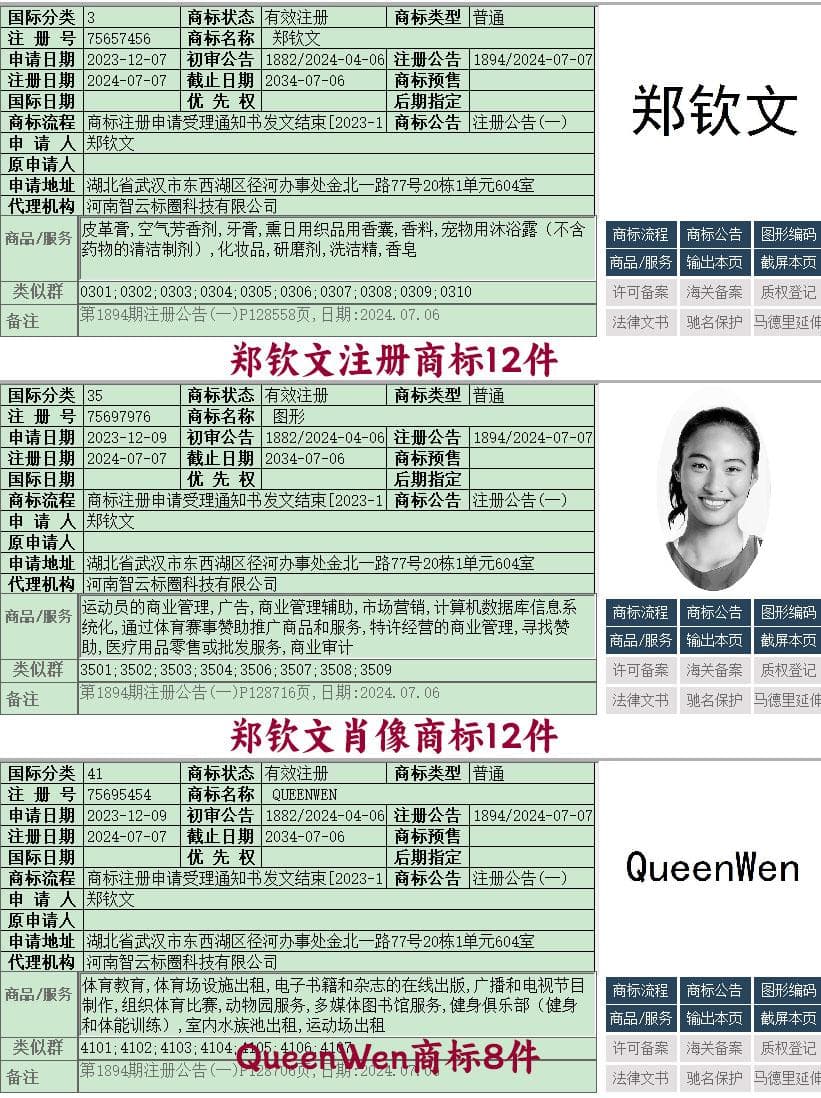 国际分类 3 商标状态 有效注册 商标类型 普通
注 册 号 75657456 商标名称 郑钦文
申请日期 2023-12-07 初审公告 1882/2024-04-06 注册公告 1894/2024-07-07
注册日期 2024-07-07 截止日期 2034-07-06 商标预售
国际日期 优 先 权 后期指定
商标流程 商标注册申请受理通知书发文结束[2023-1 商标公告 注册公告(一)
申 请 人 郑钦文
原申请人
申请地址 湖北省武汉市东西湖区径河办事处金北一路77号20栋1单元604室
代理机构 河南智云标圈科技有限公司
商品/服务 皮革膏,空气芳香剂,牙膏,熏日用织品用香囊,香料,宠物用沐浴露（不含
药物的清洁制剂）,化妆品,研磨剂,洗洁精,香皂
类似群 0301;0302;0303;0304;0305;0306;0307;0308;0309;0310
备注 第1894期注册公告(一)P128558页,日期:2024.07.06
郑钦文
商标流程 商标公告 图形编码
商品/服务 输出本页 截屏本页
许可备案 海关备案 质权登记
法律文书 驰名保护 马德里延伸
郑钦文注册商标12件
国际分类 35 商标状态 有效注册 商标类型 普通
注 册 号 75697976 商标名称 图形
申请日期 2023-12-09 初审公告 1882/2024-04-06 注册公告 1894/2024-07-07
注册日期 2024-07-07 截止日期 2034-07-06 商标预售
国际日期 优 先 权 后期指定
商标流程 商标注册申请受理通知书发文结束[2023-1 商标公告 注册公告(一)
申 请 人 郑钦文
原申请人
申请地址 湖北省武汉市东西湖区径河办事处金北一路77号20栋1单元604室
代理机构 河南智云标圈科技有限公司
商品/服务 运动员的商业管理,广告,商业管理辅助,市场营销,计算机数据库信息系
统化,通过体育赛事赞助推广商品和服务,特许经营的商业管理,寻找赞
助,医疗用品零售或批发服务,商业审计
类似群 3501;3502;3503;3504;3506;3507;3508;3509
备注 第1894期注册公告(一)P128716页,日期:2024.07.06
商标流程 商标公告 图形编码
商品/服务 输出本页 截屏本页
许可备案 海关备案 质权登记
法律文书 驰名保护 马德里延伸
郑钦文肖像商标12件
国际分类 41 商标状态 有效注册 商标类型 普通
注 册 号 75695454 商标名称 QUEENWEN
申请日期 2023-12-09 初审公告 1882/2024-04-06 注册公告 1894/2024-07-07
注册日期 2024-07-07 截止日期 2034-07-06 商标预售
国际日期 优 先 权 后期指定
商标流程 商标注册申请受理通知书发文结束[2023-1 商标公告 注册公告(一)
申 请 人 郑钦文
原申请人
申请地址 湖北省武汉市东西湖区径河办事处金北一路77号20栋1单元604室
代理机构 河南智云标圈科技有限公司
商品/服务 体育教育,体育场设施出租,电子书籍和杂志的在线出版,广播和电视节目
制作,组织体育比赛,动物园服务,多媒体图书馆服务,健身俱乐部（健身
和体能训练）,室内水族池出租,运动场出租
类似群 4101;4102;4103;4104;4105;4106;4107
备注 第1894期注册公告(一)P128706页,日期:2024.07.06
QueenWen
商标流程 商标公告 图形编码
商品/服务 输出本页 截屏本页
许可备案 海关备案 质权登记
法律文书 驰名保护 马德里延伸
QueenWen商标8件